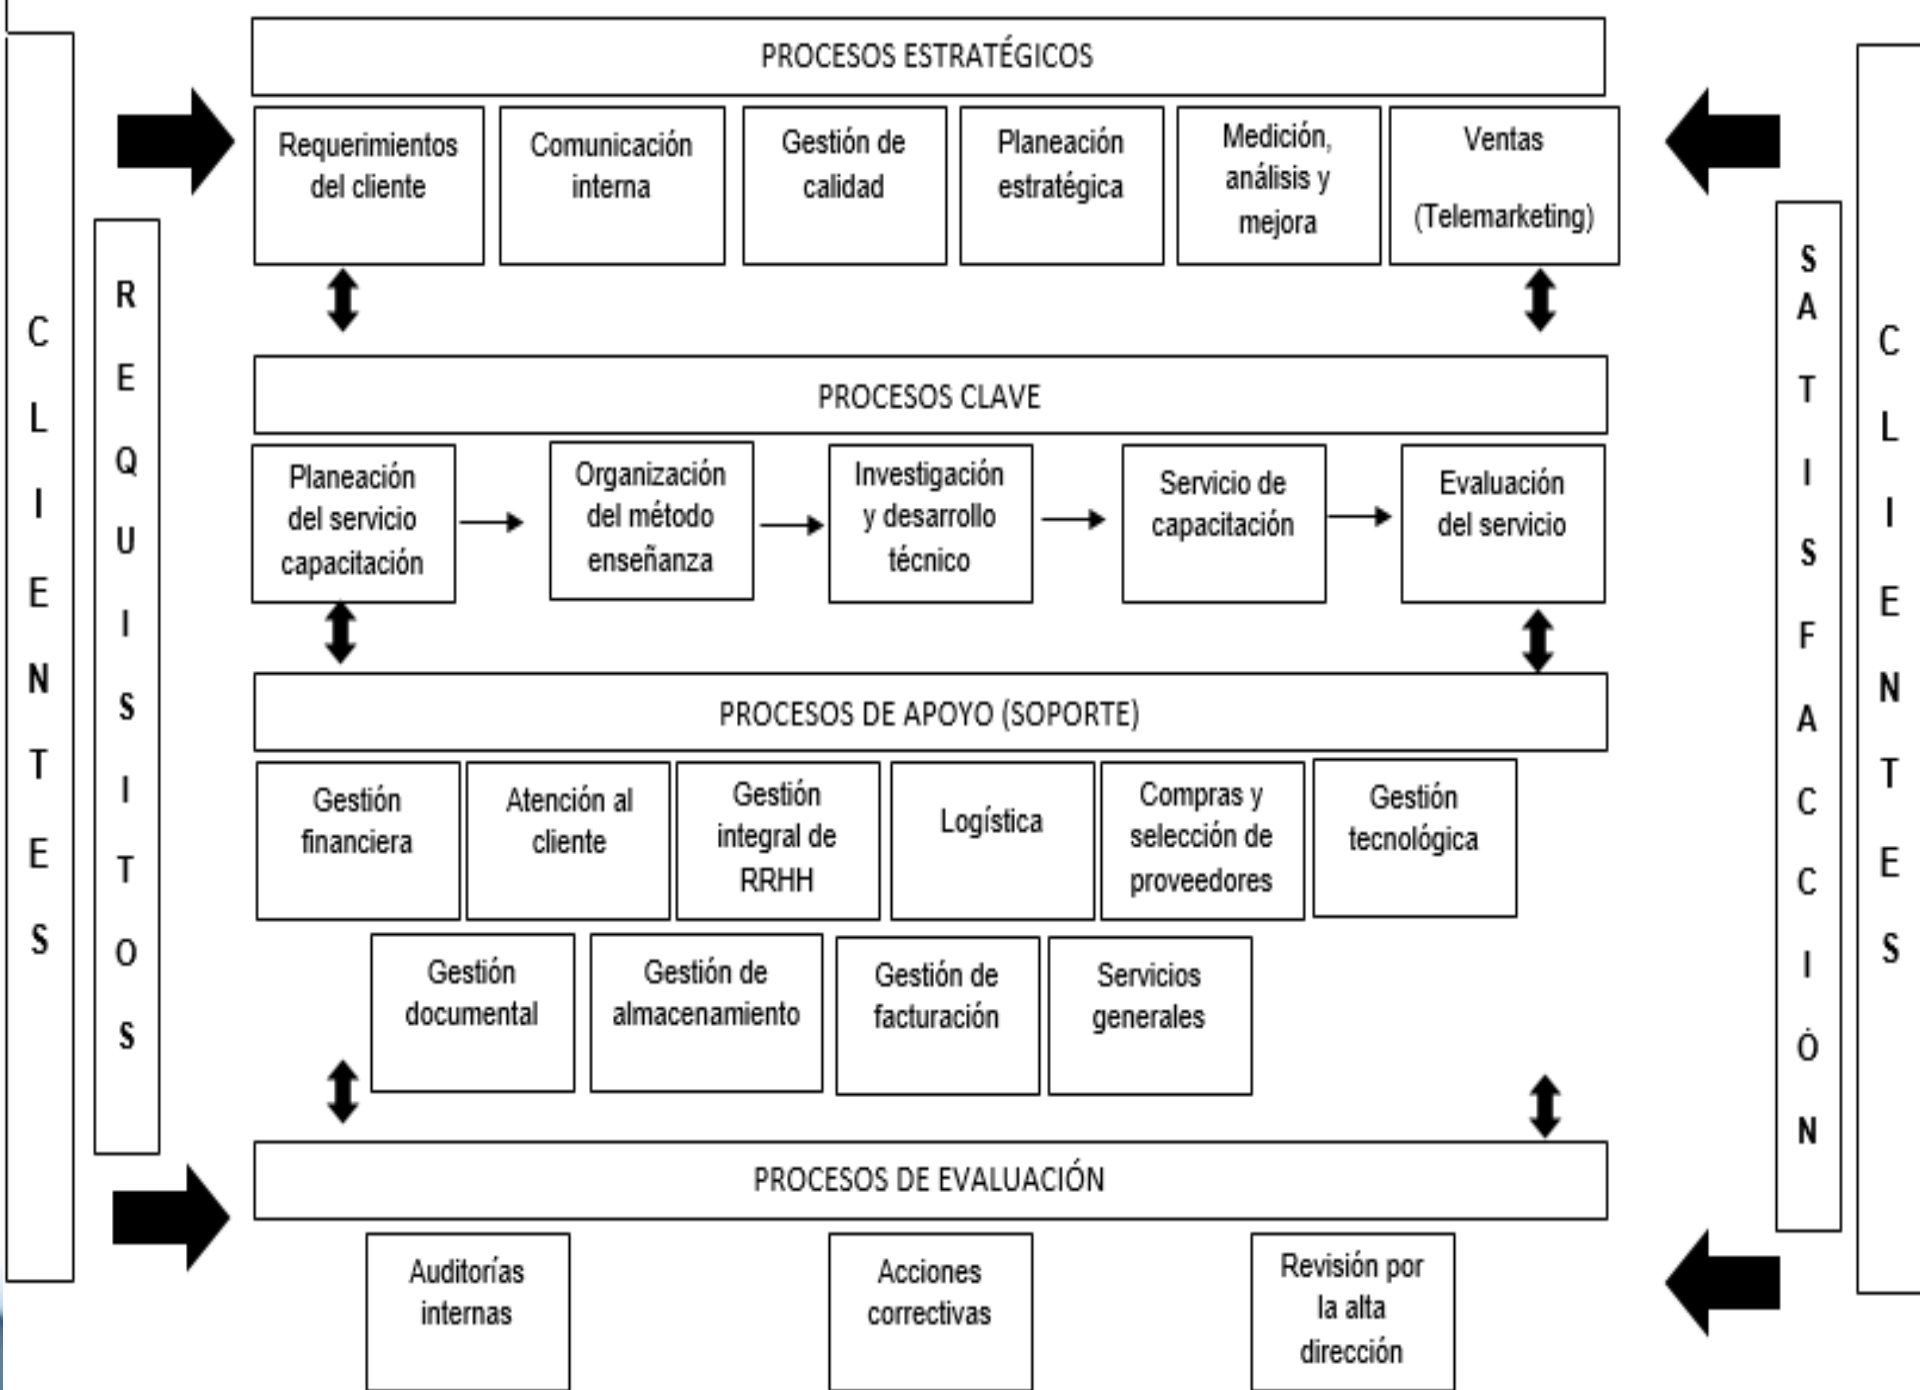 PROCESOS ESTRATÉGICOS
Requerimientos
del cliente
Comunicación
interna
Gestión de
calidad
Planeación
estratégica
Medición,
análisis y
mejora
Ventas
(Telemarketing)
CLIENTES
REQUISITOS
PROCESOS CLAVE
Planeación
del servicio
capacitación
Organización
del método
enseñanza
Investigación
y desarrollo
técnico
Servicio de
capacitación
Evaluación
del servicio
PROCESOS DE APOYO (SOPORTE)
Gestión
financiera
Atención al
cliente
Gestión
integral de
RRHH
Logística
Compras y
selección de
proveedores
Gestión
tecnológica
Gestión
documental
Gestión de
almacenamiento
Gestión de
facturación
Servicios
generales
PROCESOS DE EVALUACIÓN
Auditorías
internas
Acciones
correctivas
Revisión por
la alta
dirección
SATISFACCIÓN
CLIENTES